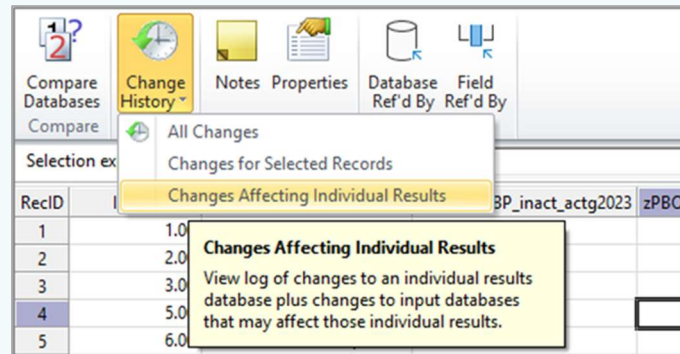 Compare Databases
Change History
Notes
Properties
Database Ref'd By
Field Ref'd By
Compare
All Changes
Selection ex
Changes for Selected Records
Changes Affecting Individual Results
RecID
BP_inact_actg2023
zPBO
1 1.00
2 2.00
3 3.00
4 5.00
5 6.00
Changes Affecting Individual Results
View log of changes to an individual results
database plus changes to input databases
that may affect those individual results.